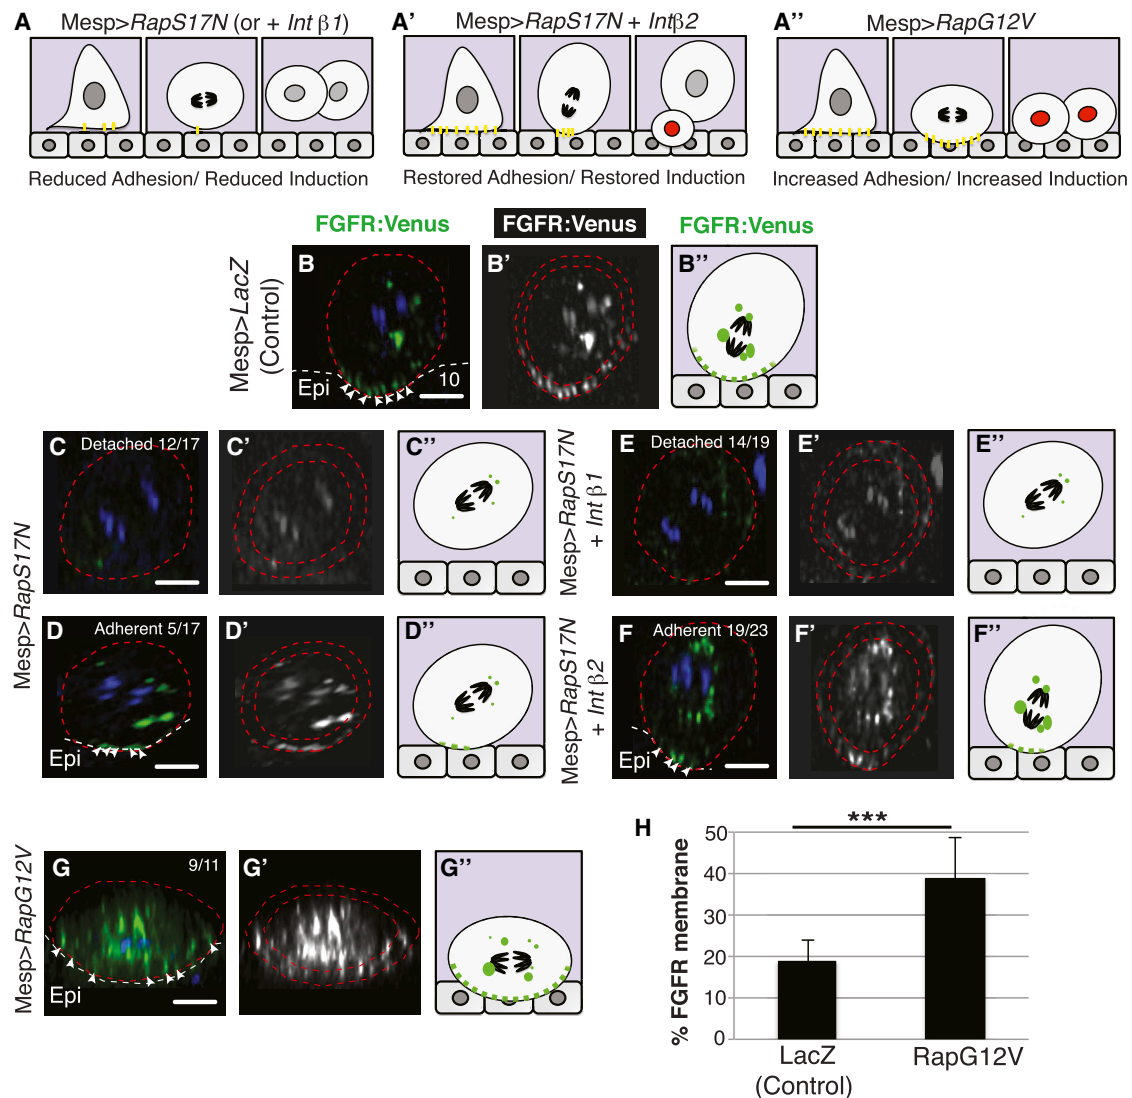 A
Mesp>RapS17N (or + Int β1)
A’
Mesp>RapS17N + Intβ2
A’’
Mesp>RapG12V
Reduced Adhesion/ Reduced Induction
Restored Adhesion/ Restored Induction
Increased Adhesion/ Increased Induction
FGFR:Venus
FGFR:Venus
FGFR:Venus
Mesp>LacZ
(Control)
B
Epi
10
B’
B’’
Mesp>RapS17N
C
Detached 12/17
C’
C’’
Mesp>RapS17N
+ Int β1
E
Detached 14/19
E’
E’’
D
Adherent 5/17
Epi
D’
D’’
Mesp>RapS17N
+ Int β2
F
Adherent 19/23
Epi
F’
F’’
Mesp>RapG12V
G
9/11
Epi
G’
G’’
H
% FGFR membrane
50
40
30
20
10
0
***
LacZ
(Control)
RapG12V